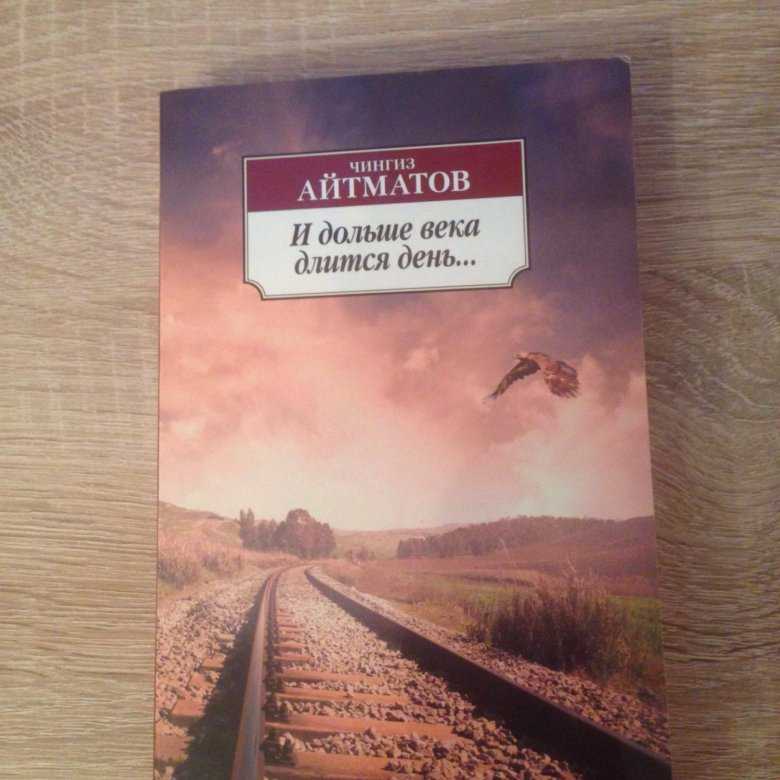 ЧИНГИЗ
АЙТМАТОВ
И дольше века
длится день...